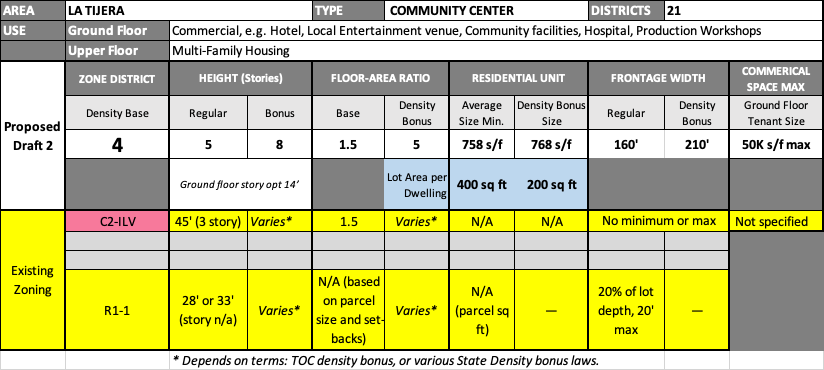 AREA LA TIJERA TYPE COMMUNITY CENTER DISTRICTS 21
USE Ground Floor Commercial, e.g. Hotel, Local Entertainment venue, Community facilities, Hospital, Production Workshops
Upper Floor Multi-Family Housing
ZONE DISTRICT HEIGHT (Stories) FLOOR-AREA RATIO RESIDENTIAL UNIT FRONTAGE WIDTH COMMERICAL
SPACE MAX
Proposed
Draft 2
Density Base Regular Bonus Base Density
Bonus Average
Size Min. Density Bonus
Size Regular Density
Bonus Ground Floor
Tenant Size
4 5 8 1.5 5 758 s/f 768 s/f 160' 210' 50K s/f max
Ground floor story opt 14’ Lot Area per
Dwelling 400 sq ft 200 sq ft
Existing
Zoning
C2-ILV 45' (3 story) Varies* 1.5 Varies* N/A N/A No minimum or max Not specified
R1-1 28' or 33'
(story n/a) Varies* N/A (based
on parcel
size and set-
backs) Varies* N/A
(parcel sq
ft) — 20% of lot
depth, 20'
max —
* Depends on terms: TOC density bonus, or various State Density bonus laws.